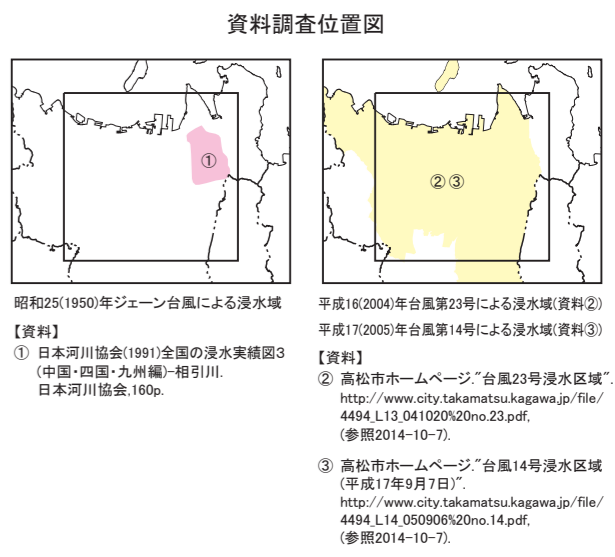 資料調査位置図
①
昭和25(1950)年ジェーン台風による浸水域
【資料】
① 日本河川協会(1991)全国の浸水実績図3
(中国・四国・九州編)-相引川.
日本河川協会,160p.
②③
平成16(2004)年台風第23号による浸水域(資料②)
平成17(2005)年台風第14号による浸水域(資料③)
【資料】
② 高松市ホームページ."台風23号浸水区域".
http://www.city.takamatsu.kagawa.jp/file/
4494_L13_041020%20no.23.pdf,
(参照2014-10-7).
③ 高松市ホームページ."台風14号浸水区域
(平成17年9月7日)".
http://www.city.takamatsu.kagawa.jp/file/
4494_L14_050906%20no.14.pdf,
(参照2014-10-7).